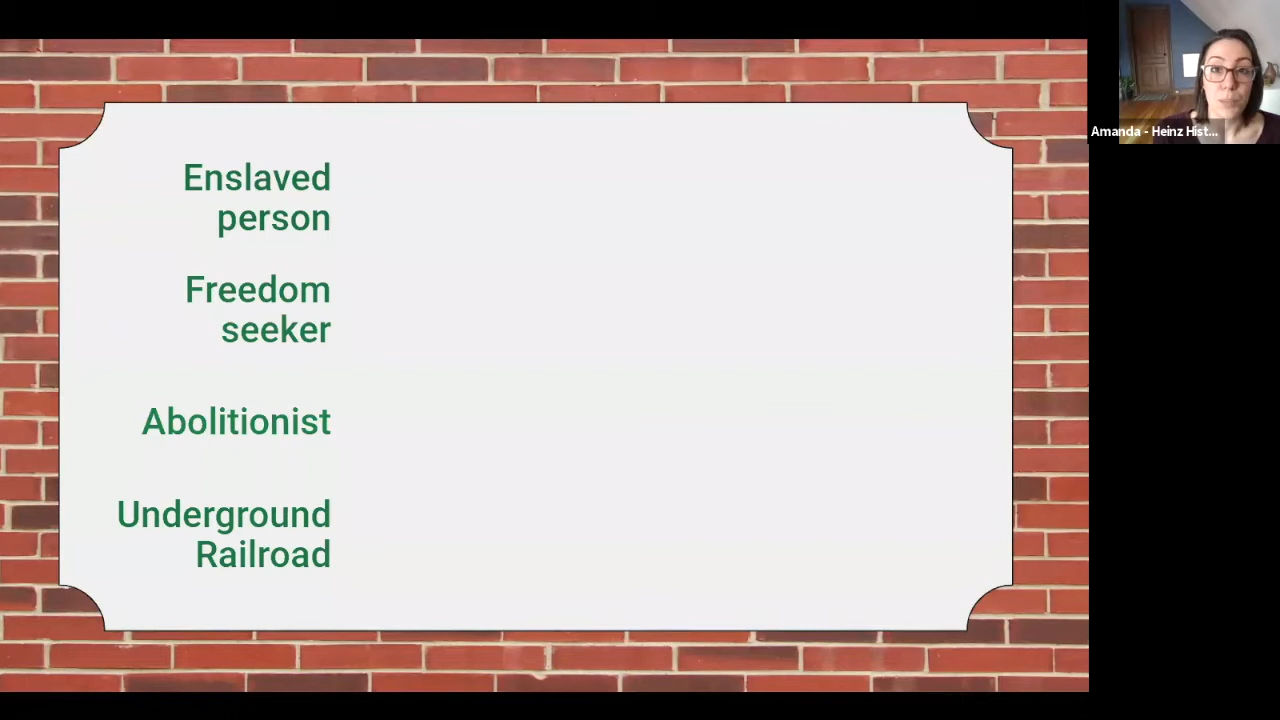 Enslaved
person
Freedom
seeker
Abolitionist
Underground
Railroad
Amanda - Heinz Hist...